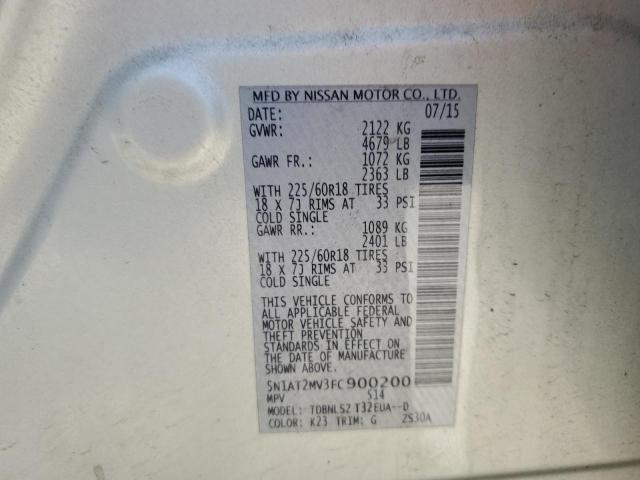 MFD BY NISSAN MOTOR CO., LTD.
DATE: 07/15
GVWR: 2122 KG
4679 LB
GAWR FR.: 1072 KG
2363 LB
WITH 225/60R18 TIRES
18 X 7J RIMS AT 33 PSI
COLD SINGLE
GAWR RR.: 1089 KG
2401 LB
WITH 225/60R18 TIRES
18 X 7J RIMS AT 33 PSI
COLD SINGLE
THIS VEHICLE CONFORMS TO
ALL APPLICABLE FEDERAL
MOTOR VEHICLE SAFETY AND
THEFT PREVENTION
STANDARDS IN EFFECT ON
THE DATE OF MANUFACTURE
SHOWN ABOVE.
5N1AT2MV3FC900200
MPV S14
MODEL: TDBNLS2 T32EUA--D
COLOR: K23 TRIM: G 2S30A